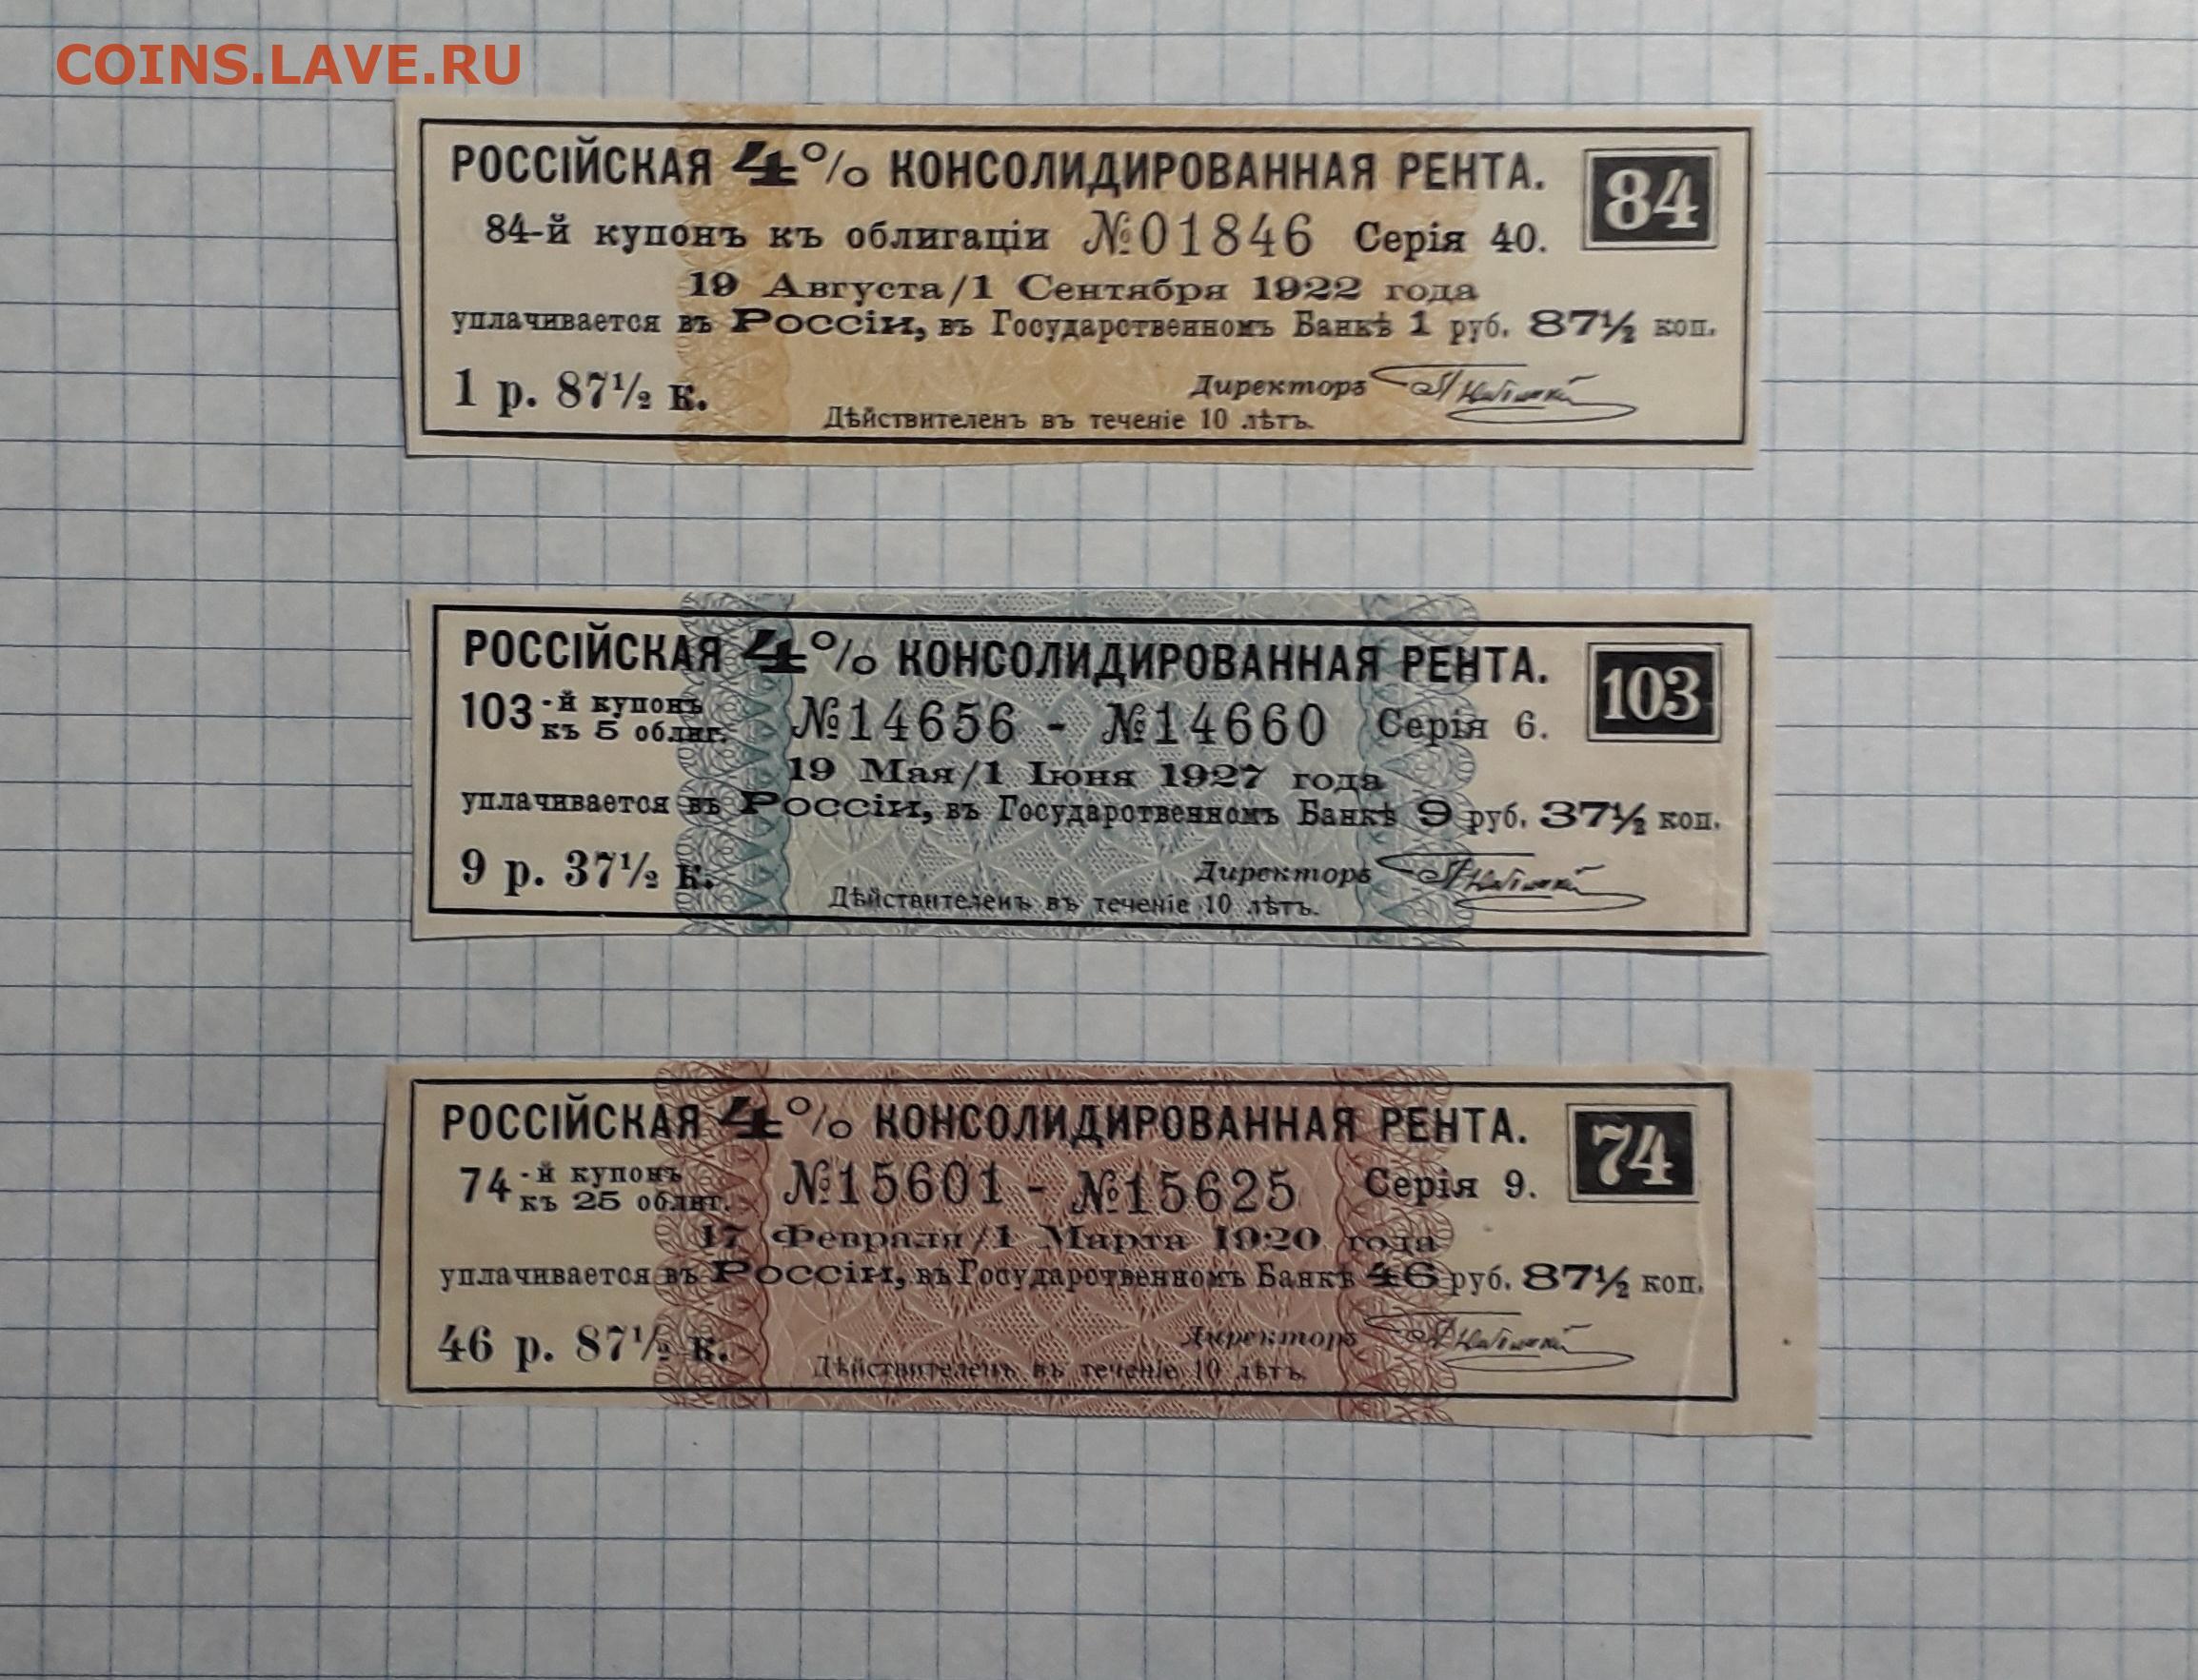 COINS.LAVE.RU
РОССІЙСКАЯ 4% КОНСОЛИДИРОВАННАЯ РЕНТА. 84
84-й купонъ къ облигаціи №01846 Серія 40.
19 Августа/1 Сентября 1922 года
уплачивается въ Россіи, въ Государственномъ Банкѣ 1 руб. 87½ коп.
1 р. 87½ к. Директоръ
Дѣйствителенъ въ теченіе 10 лѣтъ.
РОССІЙСКАЯ 4% КОНСОЛИДИРОВАННАЯ РЕНТА. 103
103-й купонъ къ 5 облиг. №14656 - №14660 Серія 6.
19 Мая/1 Іюня 1927 года
уплачивается въ Россіи, въ Государственномъ Банкѣ 9 руб. 37½ коп.
9 р. 37½ к. Директоръ
Дѣйствителенъ въ теченіе 10 лѣтъ.
РОССІЙСКАЯ 4% КОНСОЛИДИРОВАННАЯ РЕНТА. 74
74-й купонъ къ 25 облиг. №15601 - №15625 Серія 9.
17 Февраля/1 Марта 1920 года
уплачивается въ Россіи, въ Государственномъ Банкѣ 46 руб. 87½ коп.
46 р. 87½ к. Директоръ
Дѣйствителенъ въ теченіе 10 лѣтъ.